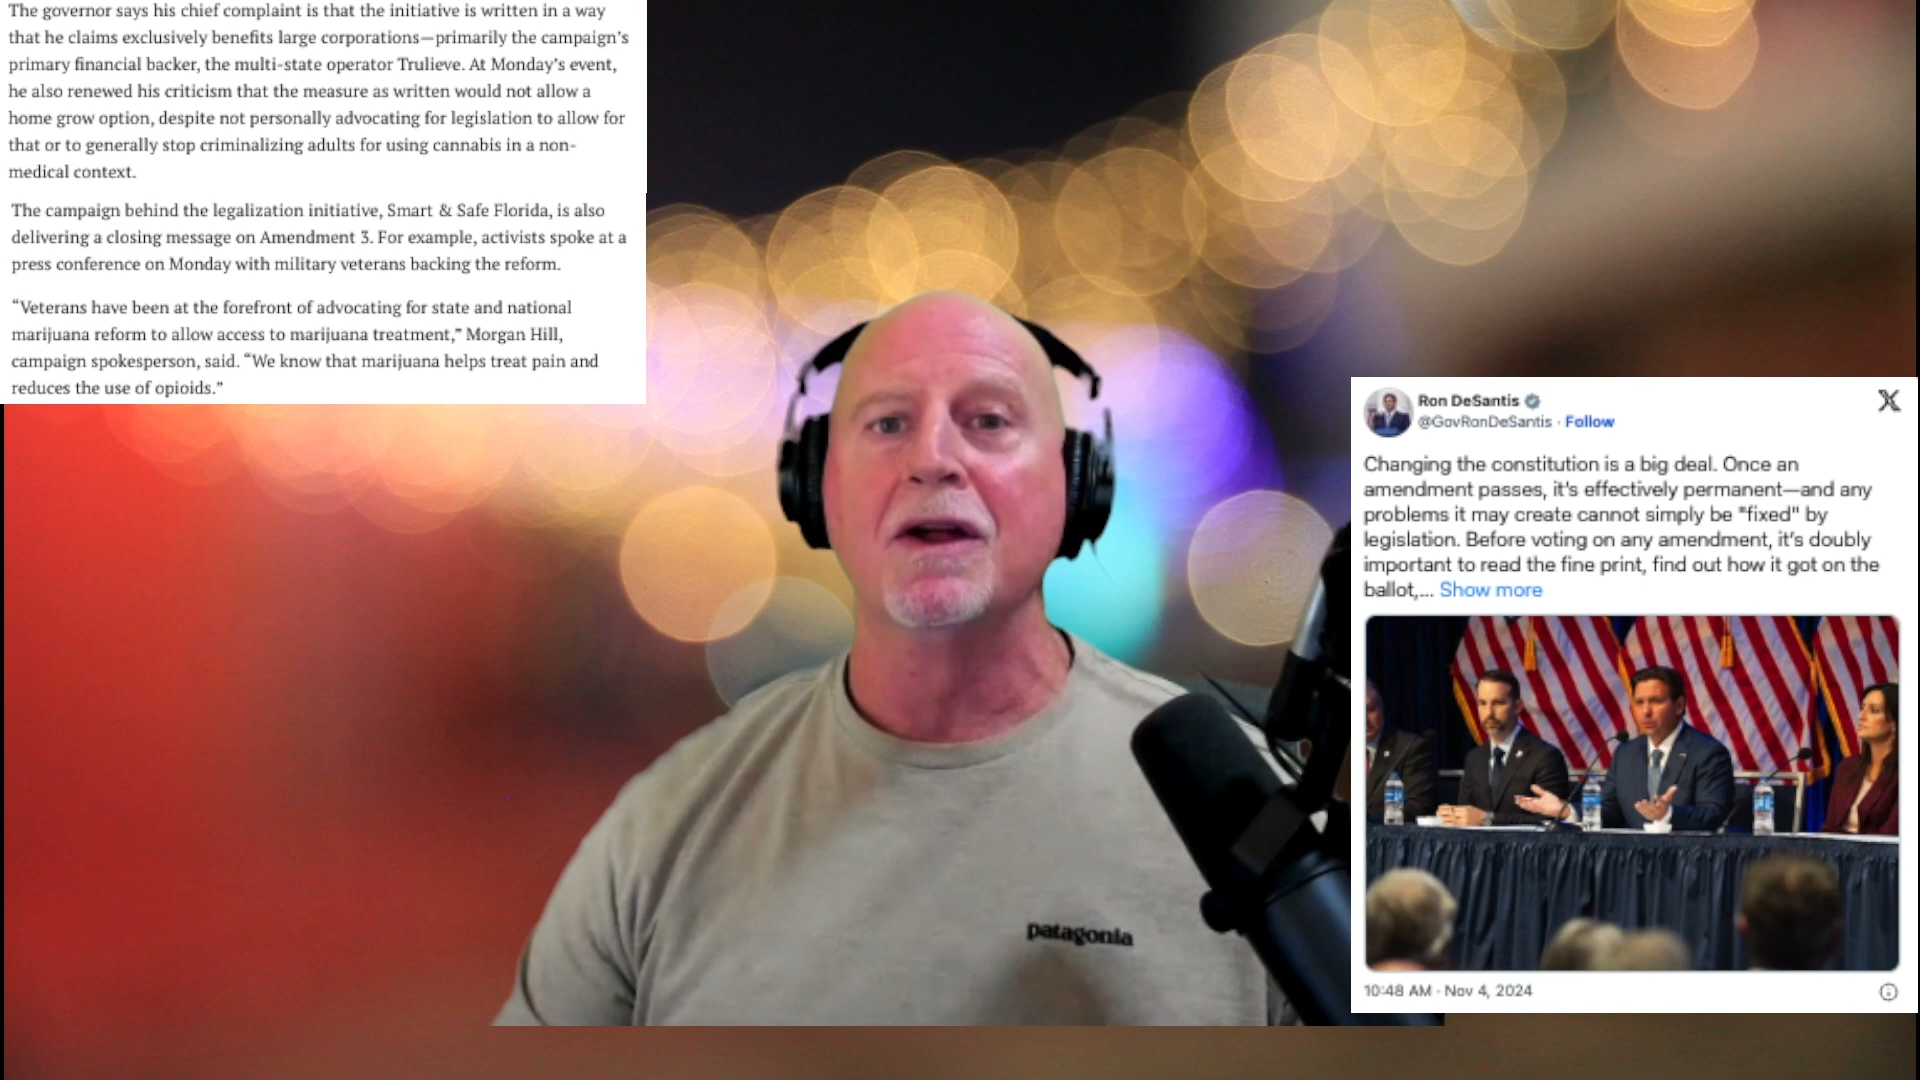 The governor says his chief complaint is that the initiative is written in a way
that he claims exclusively benefits large corporations—primarily the campaign's
primary financial backer, the multi-state operator Trulieve. At Monday's event,
he also renewed his criticism that the measure as written would not allow a
home grow option, despite not personally advocating for legislation to allow for
that or to generally stop criminalizing adults for using cannabis in a non-
medical context.
The campaign behind the legalization initiative, Smart & Safe Florida, is also
delivering a closing message on Amendment 3. For example, activists spoke at a
press conference on Monday with military veterans backing the reform.
“Veterans have been at the forefront of advocating for state and national
marijuana reform to allow access to marijuana treatment,” Morgan Hill,
campaign spokesperson, said. “We know that marijuana helps treat pain and
reduces the use of opioids.”
Ron DeSantis
@GovRonDeSantis · Follow
X
Changing the constitution is a big deal. Once an
amendment passes, it's effectively permanent—and any
problems it may create cannot simply be "fixed" by
legislation. Before voting on any amendment, it's doubly
important to read the fine print, find out how it got on the
ballot,... Show more
10:48 AM · Nov 4, 2024
patagonia